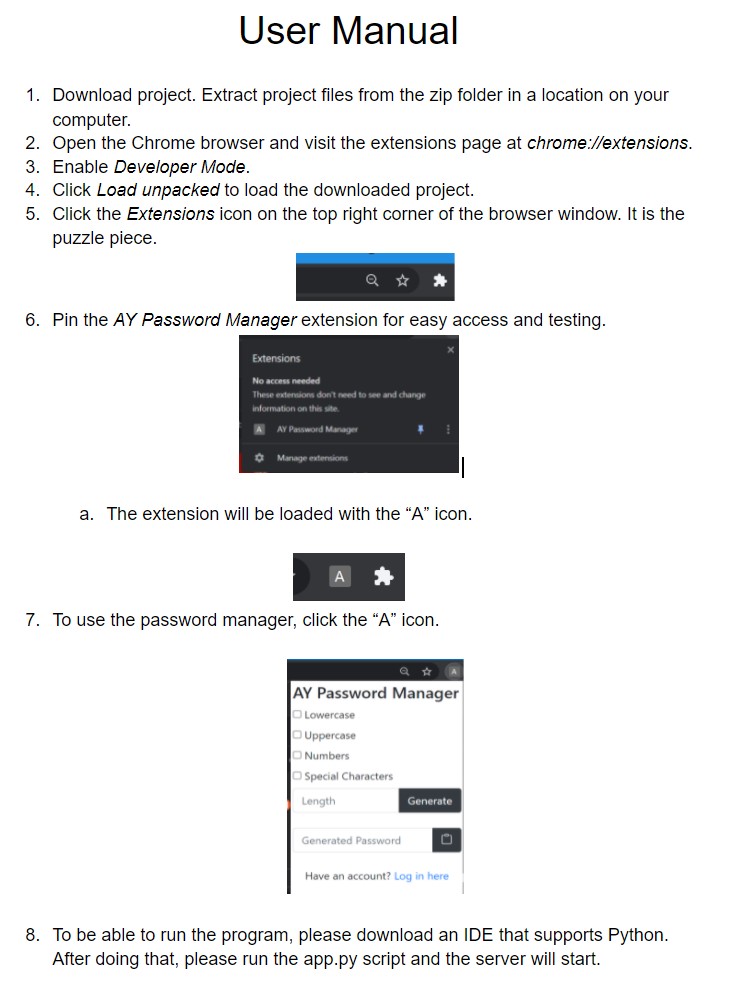 User Manual
1. Download project. Extract project files from the zip folder in a location on your
computer.
2. Open the Chrome browser and visit the extensions page at chrome://extensions.
3. Enable Developer Mode.
4. Click Load unpacked to load the downloaded project.
5. Click the Extensions icon on the top right corner of the browser window. It is the
puzzle piece.
6. Pin the AY Password Manager extension for easy access and testing.
Extensions
No access needed
These extensions don't need to see and change
information on this site.
A AY Password Manager
Manage extensions
a. The extension will be loaded with the “A” icon.
A
7. To use the password manager, click the “A” icon.
A
AY Password Manager
Lowercase
Uppercase
Numbers
Special Characters
Length Generate
Generated Password
Have an account? Log in here
8. To be able to run the program, please download an IDE that supports Python.
After doing that, please run the app.py script and the server will start.